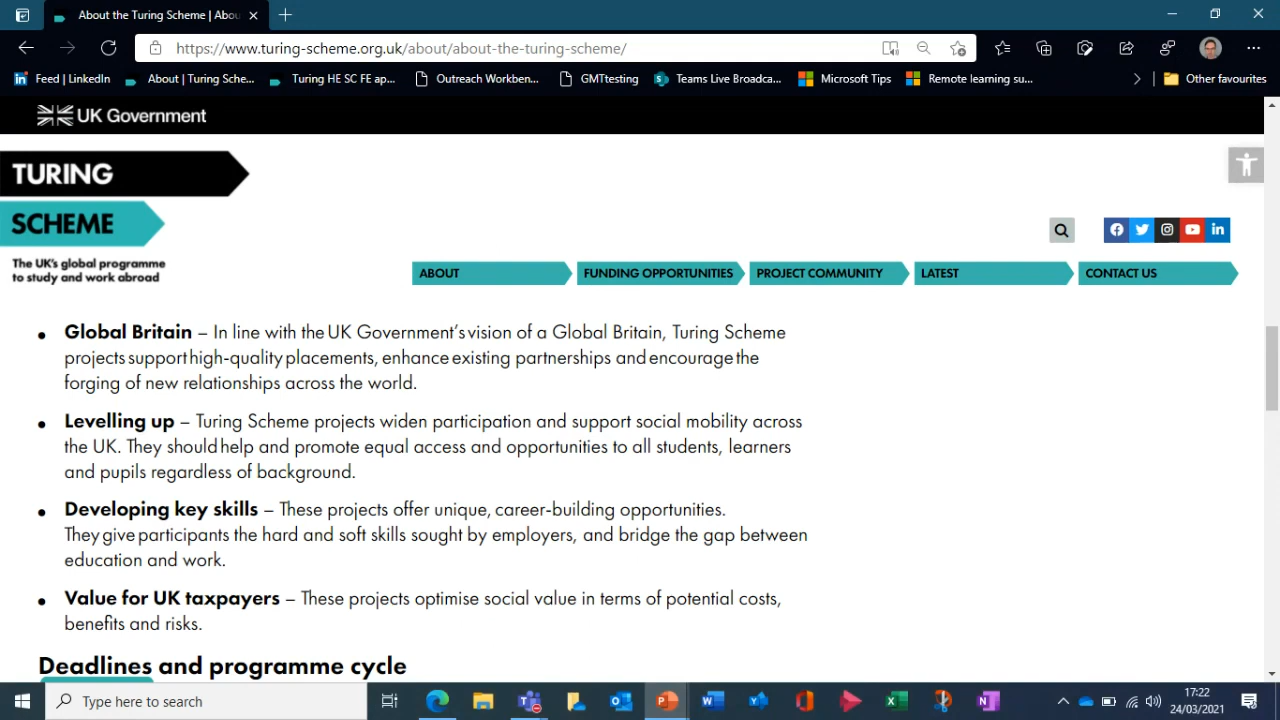 About the Turing Scheme | Abou
https://www.turing-scheme.org.uk/about/about-the-turing-scheme/
Feed | LinkedIn
About | Turing Sche...
Turing HE SC FE ap...
Outreach Workben...
GMTtesting
Teams Live Broadca...
Microsoft Tips
Remote learning su...
Other favourites
UK Government
TURING
SCHEME
The UK's global programme
to study and work abroad
ABOUT
FUNDING OPPORTUNITIES
PROJECT COMMUNITY
LATEST
CONTACT US
• Global Britain – In line with the UK Government's vision of a Global Britain, Turing Scheme
projects support high-quality placements, enhance existing partnerships and encourage the
forging of new relationships across the world.
• Levelling up – Turing Scheme projects widen participation and support social mobility across
the UK. They should help and promote equal access and opportunities to all students, learners
and pupils regardless of background.
• Developing key skills – These projects offer unique, career-building opportunities.
They give participants the hard and soft skills sought by employers, and bridge the gap between
education and work.
• Value for UK taxpayers – These projects optimise social value in terms of potential costs,
benefits and risks.
Deadlines and programme cycle
Type here to search
17:22
24/03/2021